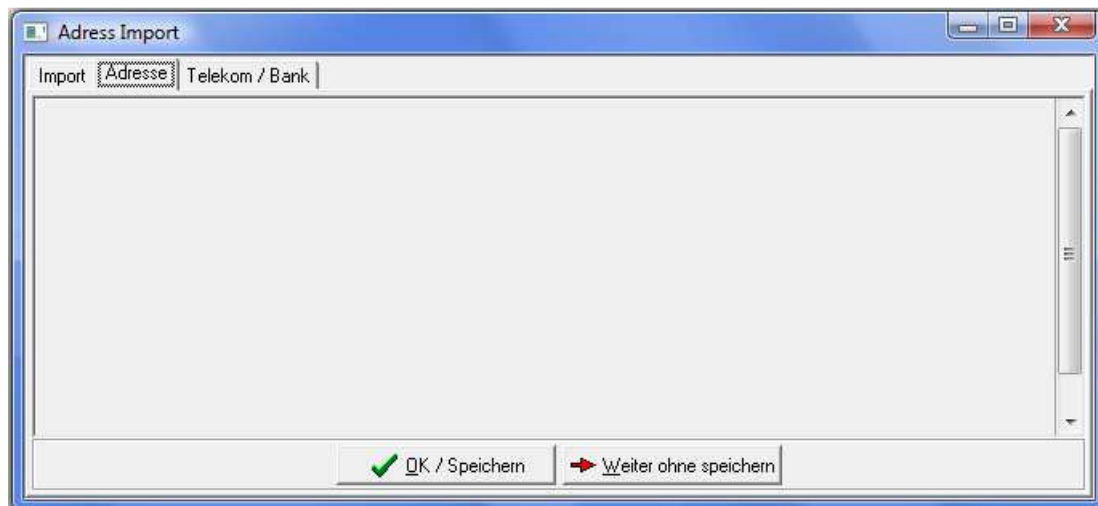 Adress Import
Import Adresse Telekom / Bank
OK / Speichern Weiter ohne speichern